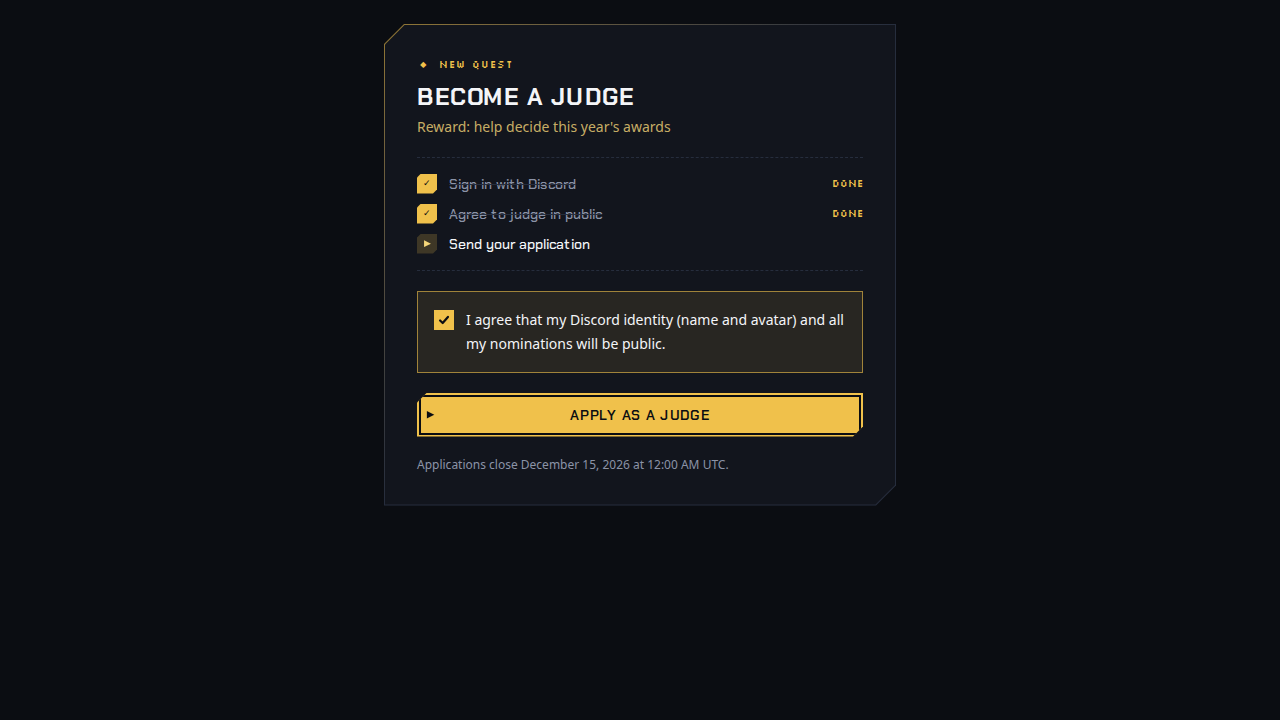 NEW QUEST
BECOME A JUDGE
Reward: help decide this year's awards
Sign in with Discord DONE
Agree to judge in public DONE
Send your application
I agree that my Discord identity (name and avatar) and all
my nominations will be public.
APPLY AS A JUDGE
Applications close December 15, 2026 at 12:00 AM UTC.